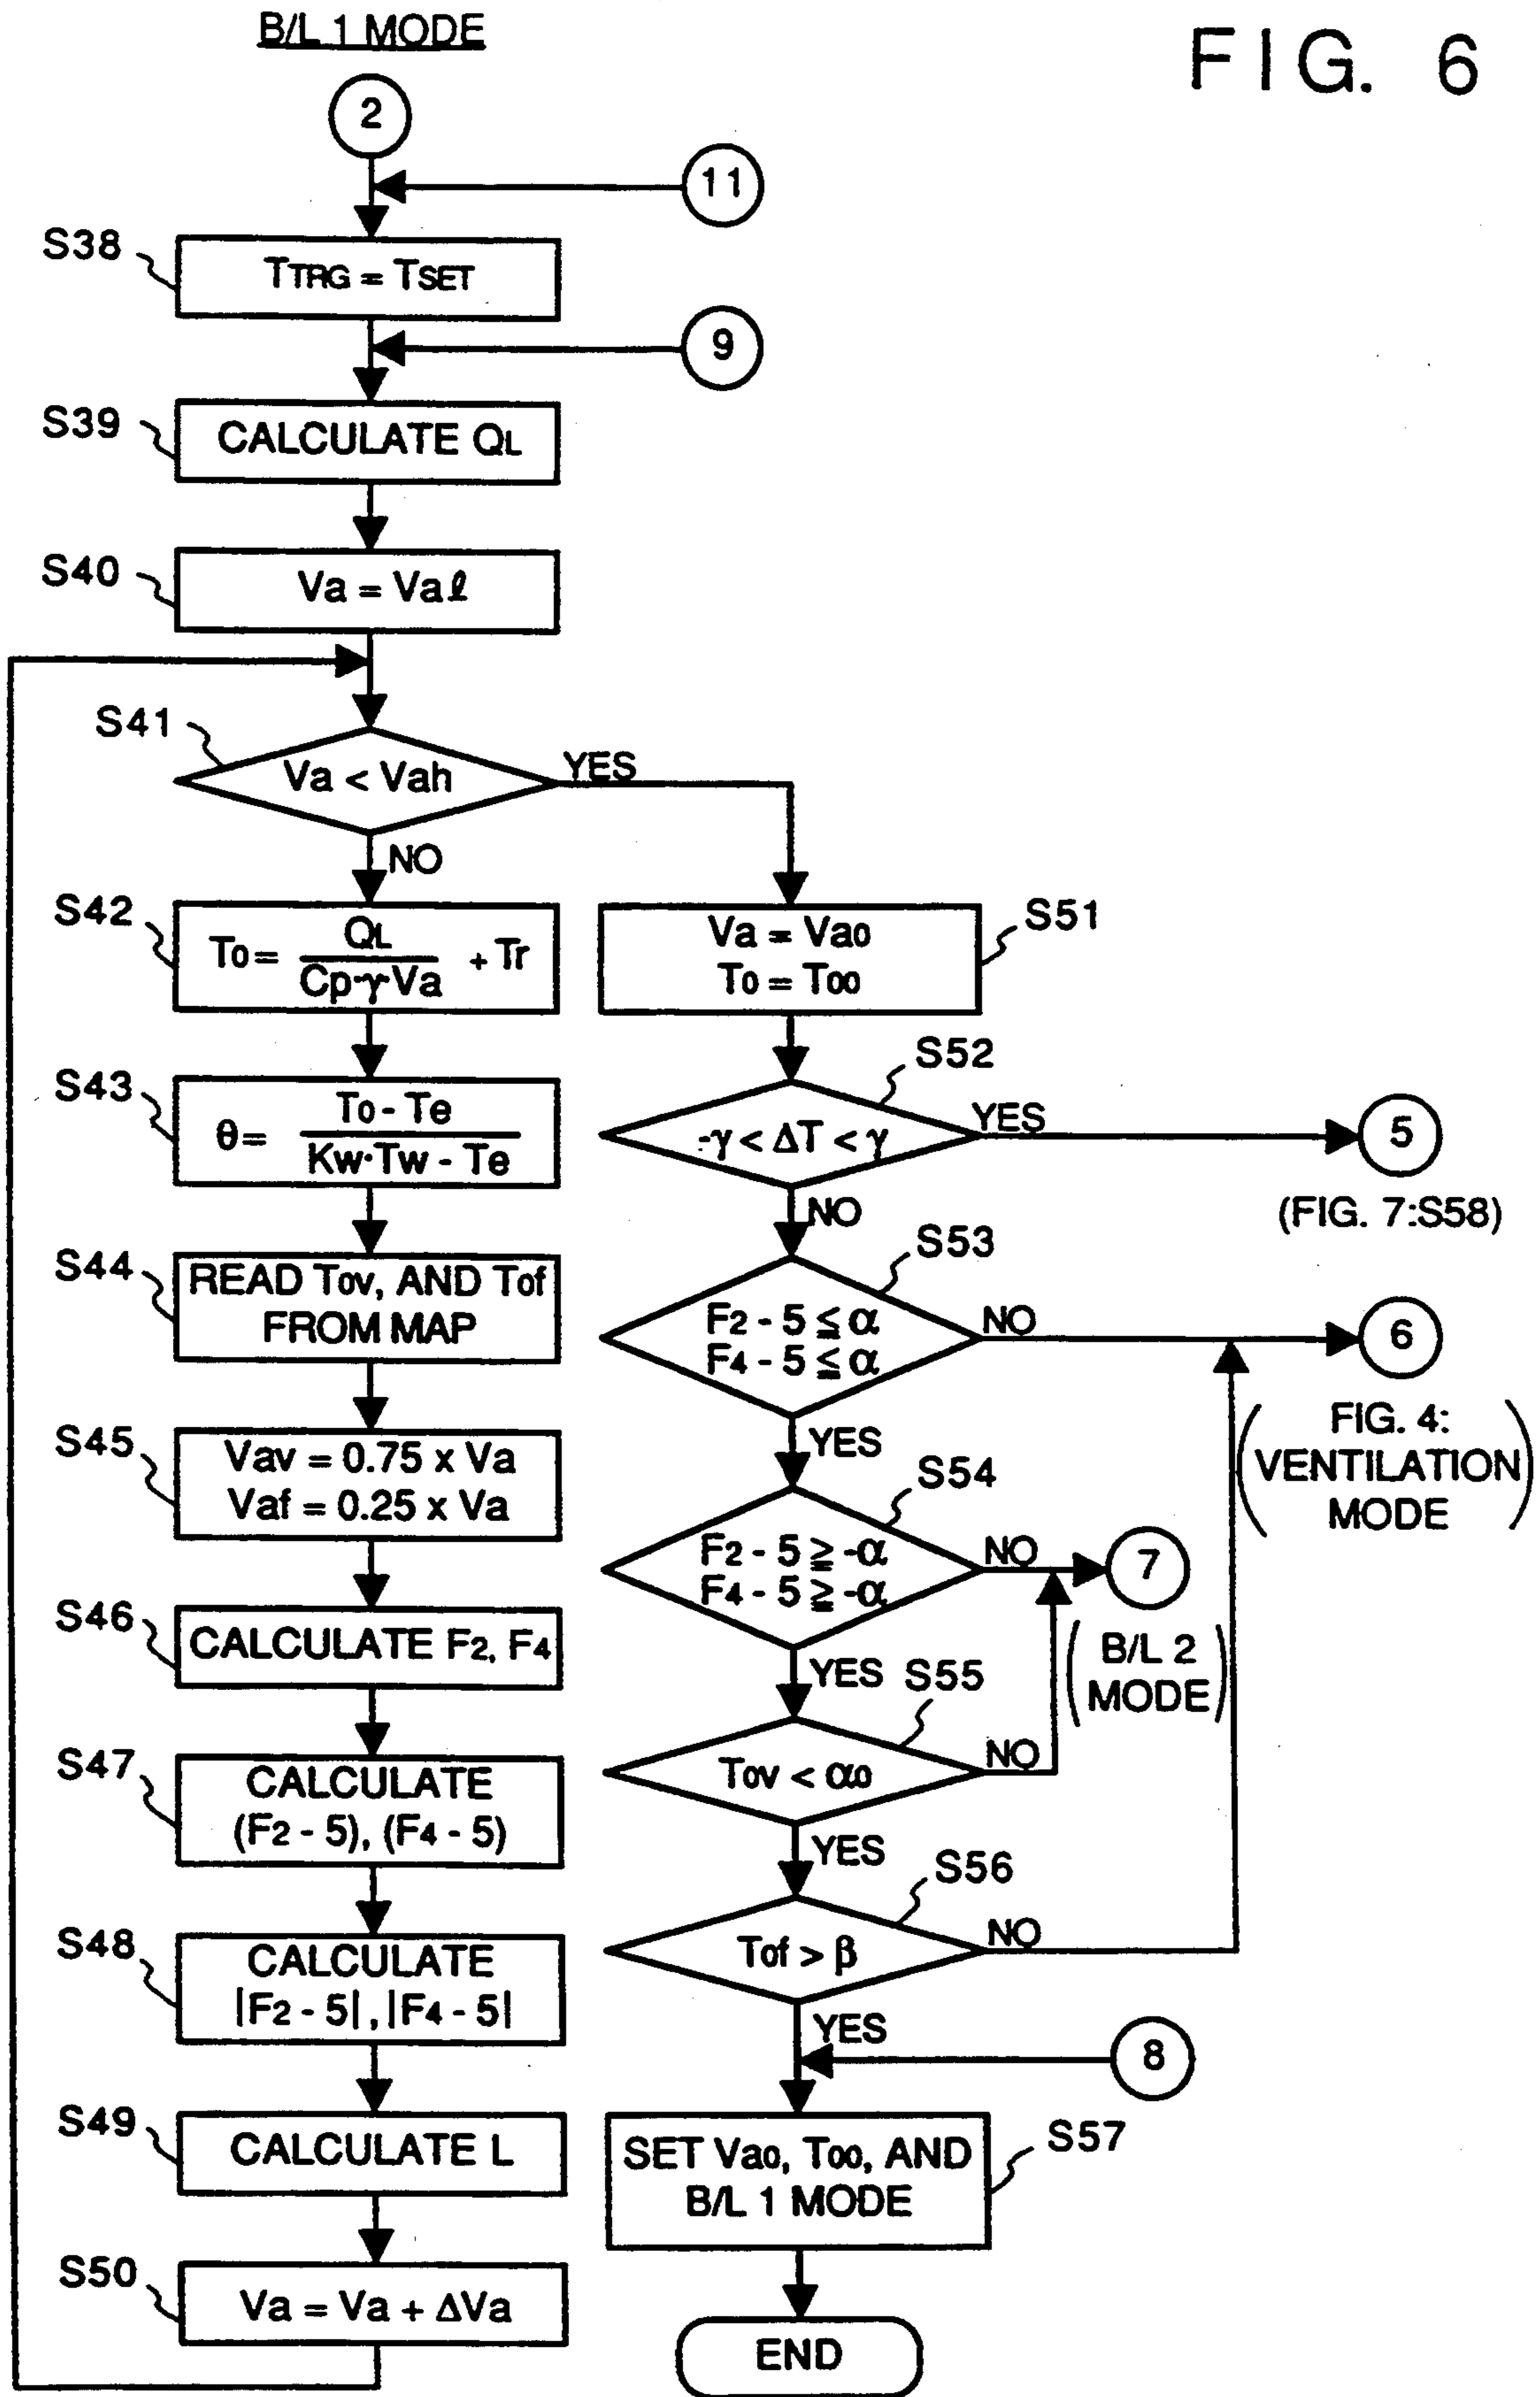 B/L 1 MODE
FIG. 6
2
11
S38
TTRG = TSET
9
S39
CALCULATE QL
S40
Va = Vaℓ
S41
Va < Vah
YES
NO
S42
To = QL / Cp·γ·Va + Tr
S43
θ = To - Te / Kw·Tw - Te
S44
READ Tov, AND Tof
FROM MAP
S45
Vav = 0.75 x Va
Vaf = 0.25 x Va
S46
CALCULATE F2, F4
S47
CALCULATE
(F2 - 5), (F4 - 5)
S48
CALCULATE
|F2 - 5|, |F4 - 5|
S49
CALCULATE L
S50
Va = Va + ΔVa
S51
Va = Vao
To = Too
S52
-γ < ΔT < γ
YES
5
(FIG. 7:S58)
NO
S53
F2 - 5 ≦ α
F4 - 5 ≦ α
NO
6
(FIG. 4:
VENTILATION
MODE)
YES
S54
F2 - 5 ≧ -α
F4 - 5 ≧ -α
NO
7
(B/L 2
MODE)
YES
S55
Tov < αo
NO
YES
S56
Tof > β
NO
YES
8
S57
SET Vao, Too, AND
B/L 1 MODE
END